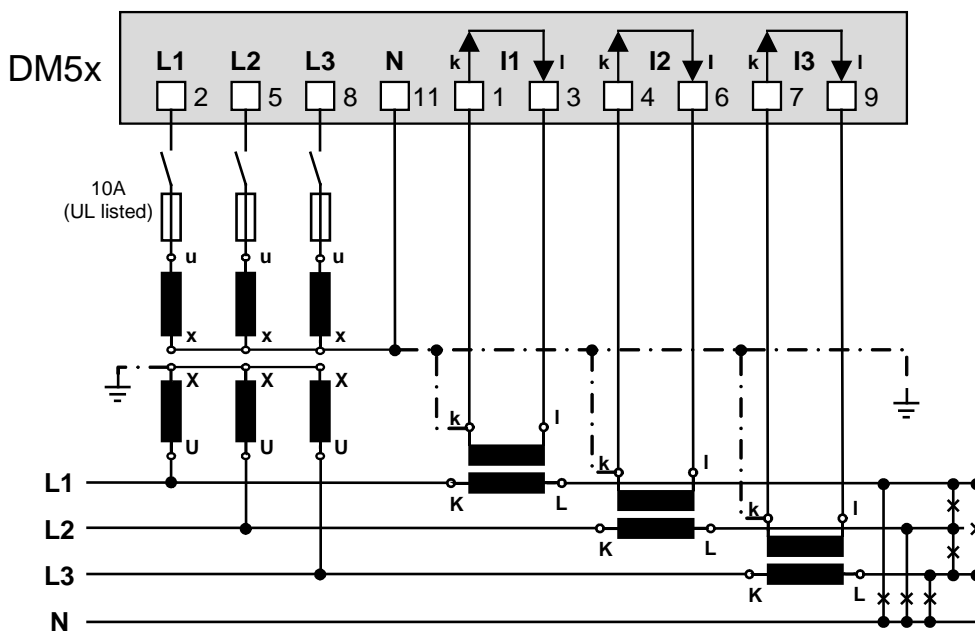 DM5x
L1 L2 L3 N k I1 l k I2 l k I3 l
2 5 8 11 1 3 4 6 7 9
10A
(UL listed)
u u u
x x x
X X X
U U U
k l
k l
k l
L1 K L
L2 K L
L3 K L
N